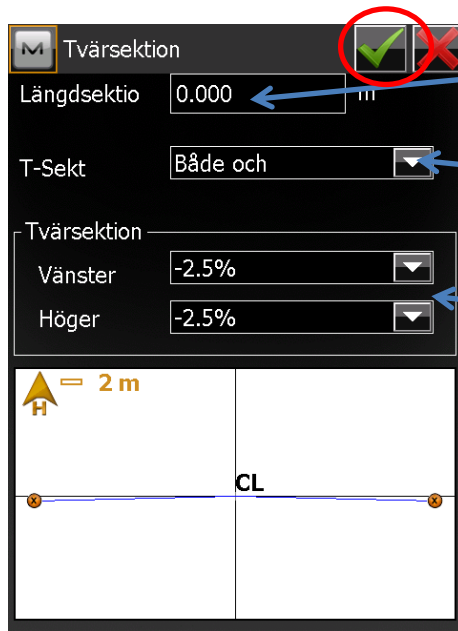 Tvärsektion
Längdsektio 0.000 m
T-Sekt Både och
Tvärsektion
Vänster -2.5%
Höger -2.5%
2 m
H
CL